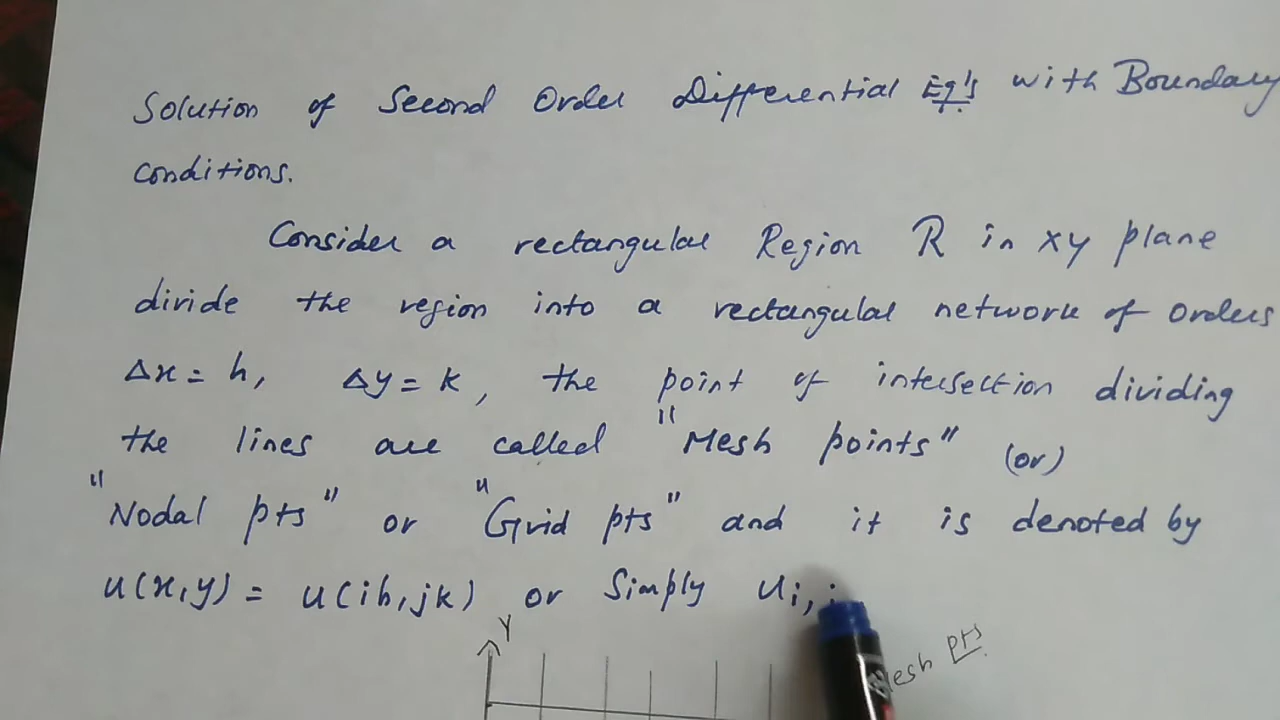 Solution of Second Order Differential Eq's with Boundary
conditions.
Consider a rectangular Region R in xy plane
divide the region into a rectangular network of orders
Δx = h, Δy = k, the point of intersection dividing
the lines are called "Mesh points" (or)
"Nodal pts" or "Grid pts" and it is denoted by
u(x,y) = u(ih,jk) or Simply ui,
Y
pts